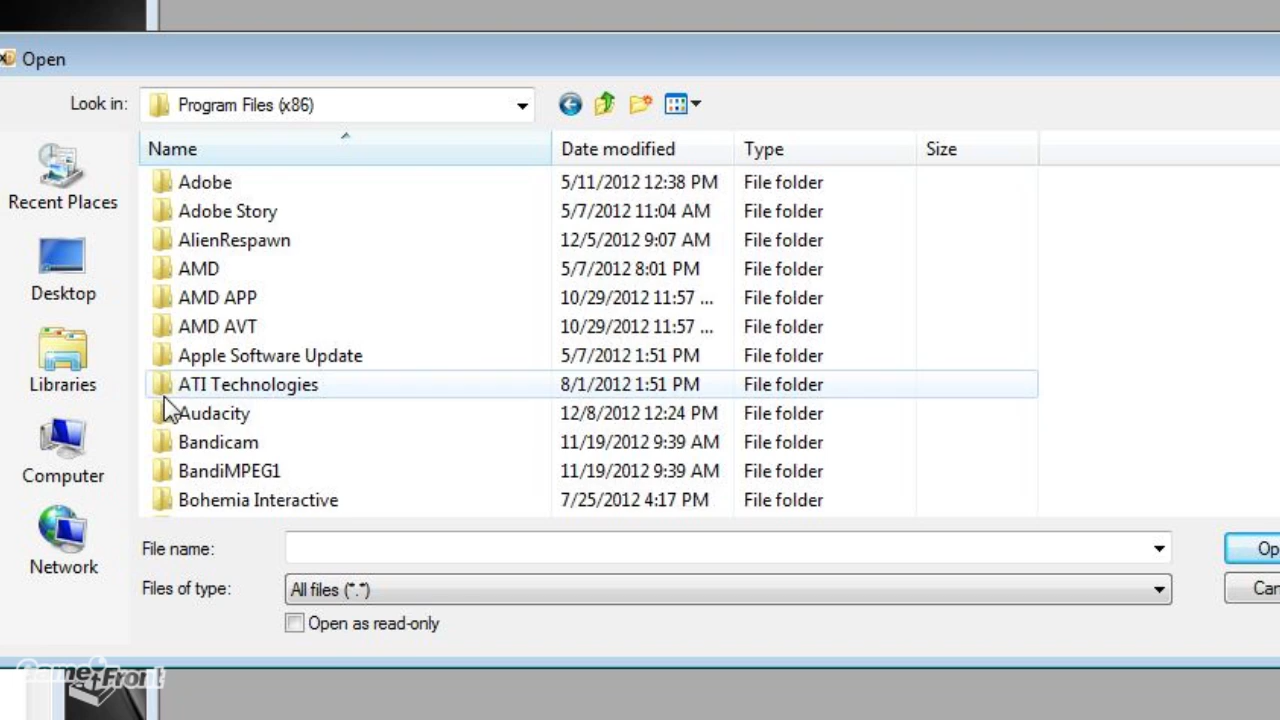 Open
Look in: Program Files (x86)
Name Date modified Type Size
Adobe 5/11/2012 12:38 PM File folder
Adobe Story 5/7/2012 11:04 AM File folder
AlienRespawn 12/5/2012 9:07 AM File folder
AMD 5/7/2012 8:01 PM File folder
AMD APP 10/29/2012 11:57 ... File folder
AMD AVT 10/29/2012 11:57 ... File folder
Apple Software Update 5/7/2012 1:51 PM File folder
ATI Technologies 8/1/2012 1:51 PM File folder
Audacity 12/8/2012 12:24 PM File folder
Bandicam 11/19/2012 9:39 AM File folder
BandiMPEG1 11/19/2012 9:39 AM File folder
Bohemia Interactive 7/25/2012 4:17 PM File folder
Recent Places
Desktop
Libraries
Computer
Network
File name: Op
Files of type: All files (*.*) Can
Open as read-only
GameFront